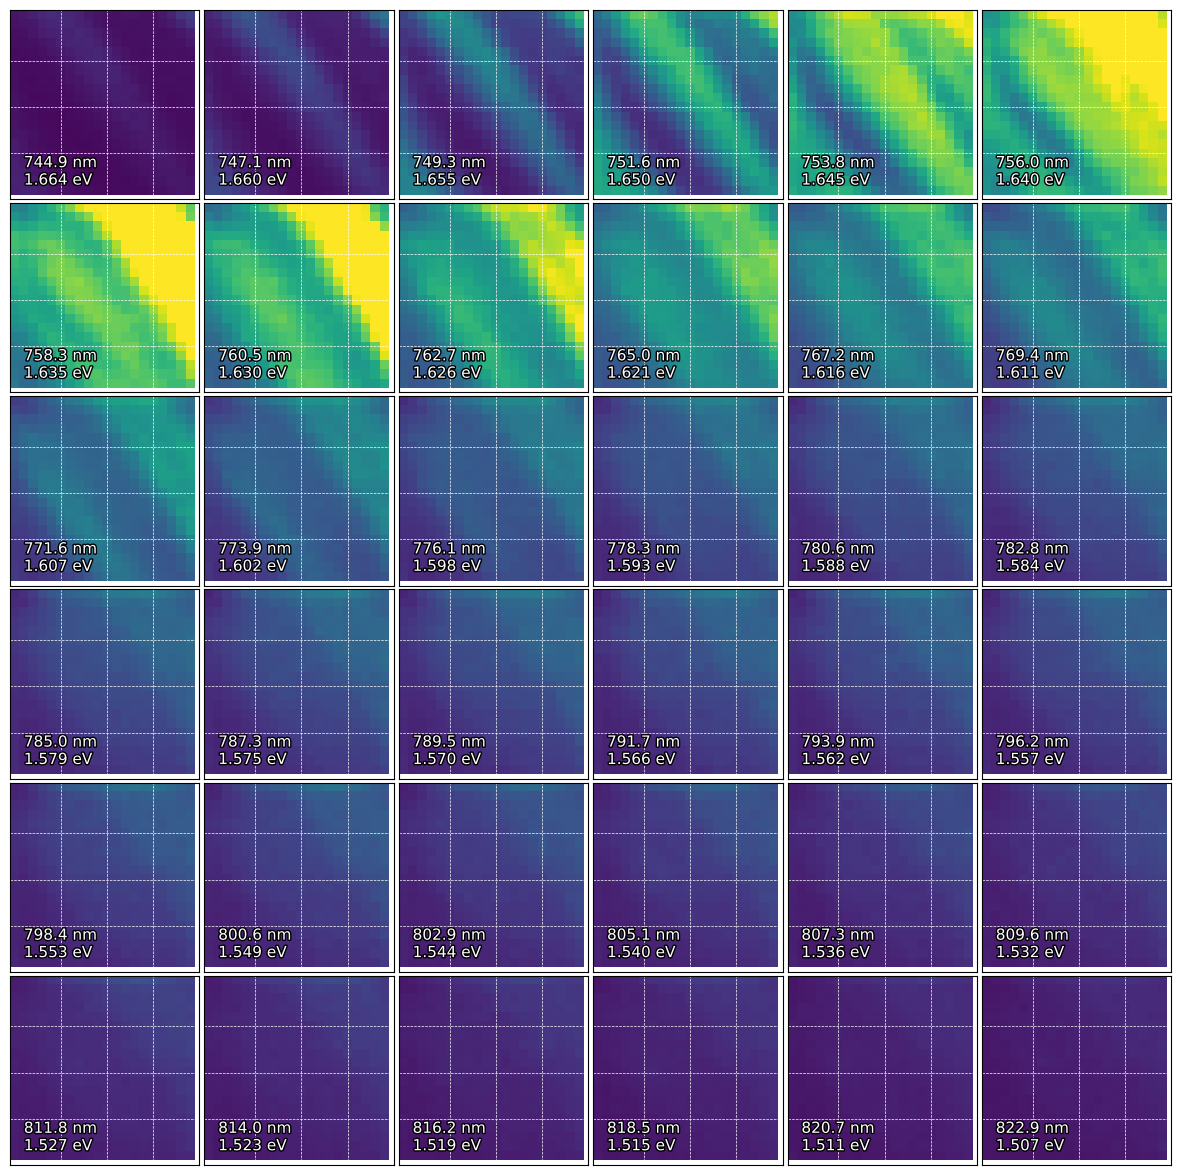 744.9 nm
1.664 eV
747.1 nm
1.660 eV
749.3 nm
1.655 eV
751.6 nm
1.650 eV
753.8 nm
1.645 eV
756.0 nm
1.640 eV
758.3 nm
1.635 eV
760.5 nm
1.630 eV
762.7 nm
1.626 eV
765.0 nm
1.621 eV
767.2 nm
1.616 eV
769.4 nm
1.611 eV
771.6 nm
1.607 eV
773.9 nm
1.602 eV
776.1 nm
1.598 eV
778.3 nm
1.593 eV
780.6 nm
1.588 eV
782.8 nm
1.584 eV
785.0 nm
1.579 eV
787.3 nm
1.575 eV
789.5 nm
1.570 eV
791.7 nm
1.566 eV
793.9 nm
1.562 eV
796.2 nm
1.557 eV
798.4 nm
1.553 eV
800.6 nm
1.549 eV
802.9 nm
1.544 eV
805.1 nm
1.540 eV
807.3 nm
1.536 eV
809.6 nm
1.532 eV
811.8 nm
1.527 eV
814.0 nm
1.523 eV
816.2 nm
1.519 eV
818.5 nm
1.515 eV
820.7 nm
1.511 eV
822.9 nm
1.507 eV